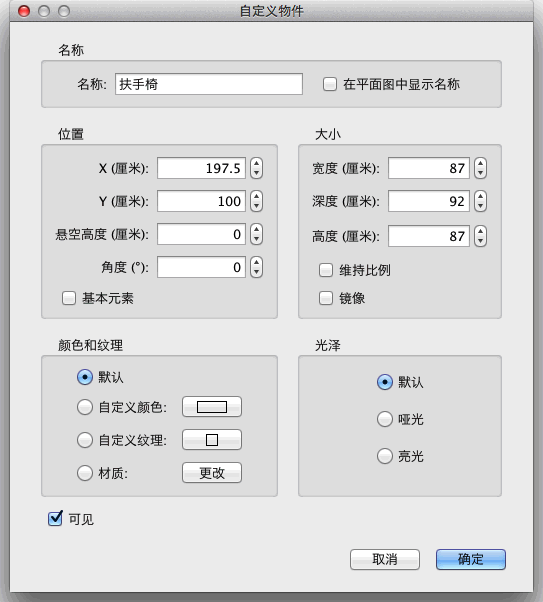 自定义物件
名称
名称: 扶手椅 在平面图中显示名称
位置
X (厘米): 197.5
Y (厘米): 100
悬空高度 (厘米): 0
角度 (°): 0
基本元素
大小
宽度 (厘米): 87
深度 (厘米): 92
高度 (厘米): 87
维持比例
镜像
颜色和纹理
默认
自定义颜色:
自定义纹理:
材质: 更改
光泽
默认
哑光
亮光
可见
取消 确定